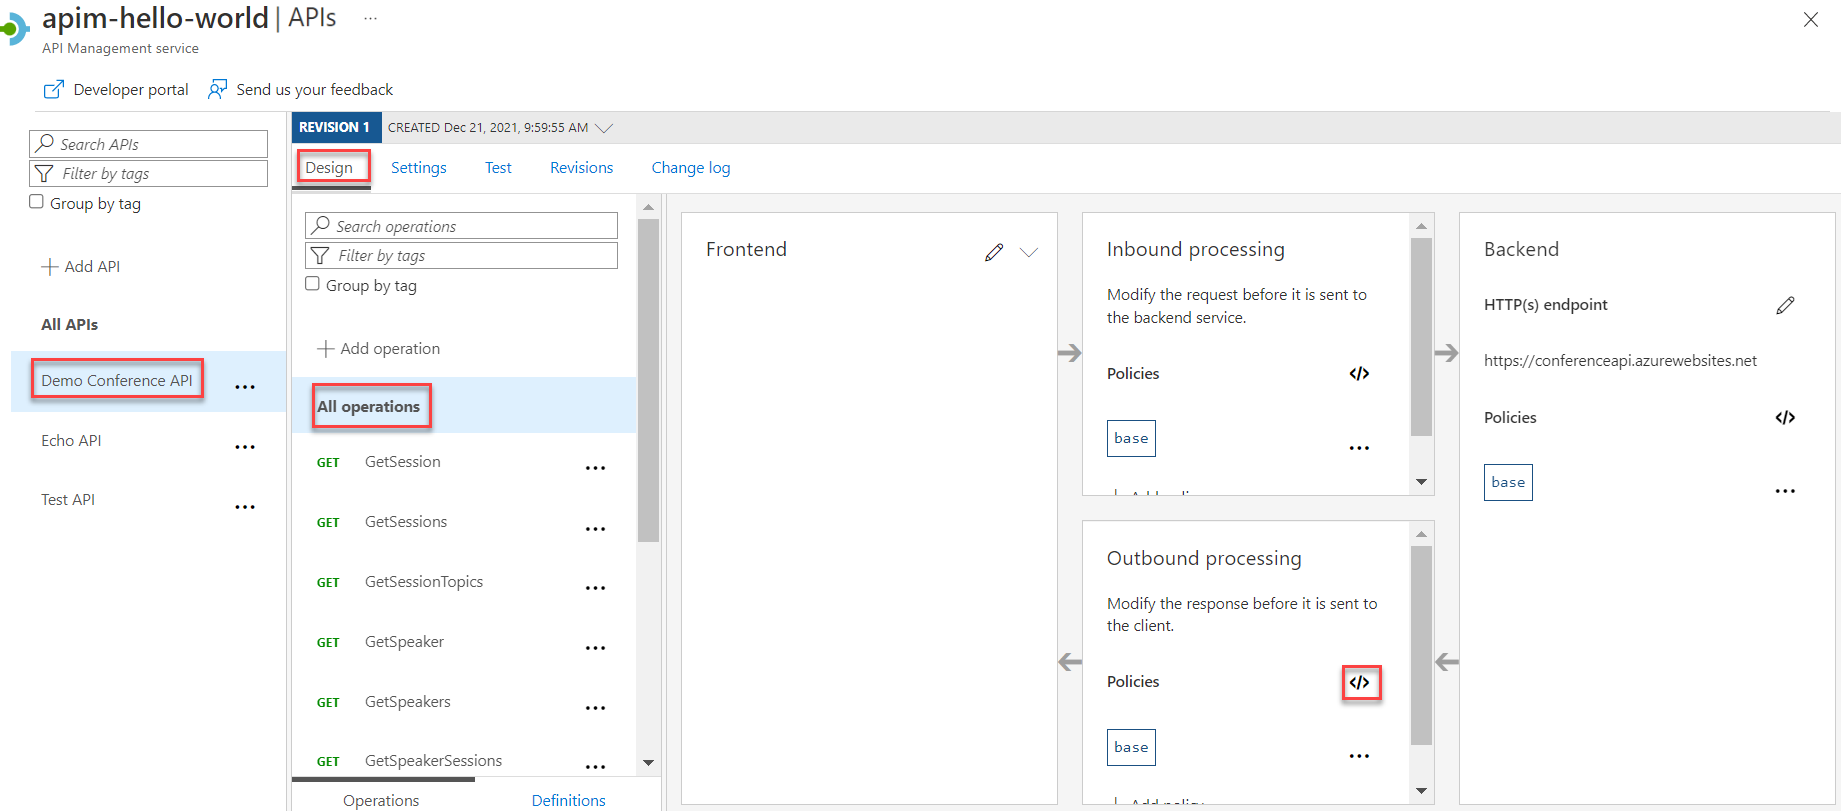 apim-hello-world | APIs ...
API Management service
Developer portal
Send us your feedback
Search APIs
Filter by tags
Group by tag
Add API
All APIs
Demo Conference API
Echo API
Test API
REVISION 1
CREATED Dec 21, 2021, 9:59:55 AM
Design
Settings
Test
Revisions
Change log
Search operations
Filter by tags
Group by tag
Add operation
All operations
GET GetSession
GET GetSessions
GET GetSessionTopics
GET GetSpeaker
GET GetSpeakers
GET GetSpeakerSessions
Operations
Definitions
Frontend
Inbound processing
Modify the request before it is sent to
the backend service.
Policies </>
base
Outbound processing
Modify the response before it is sent to
the client.
Policies </>
base
Add policy
Backend
HTTP(s) endpoint
https://conferenceapi.azurewebsites.net
Policies </>
base